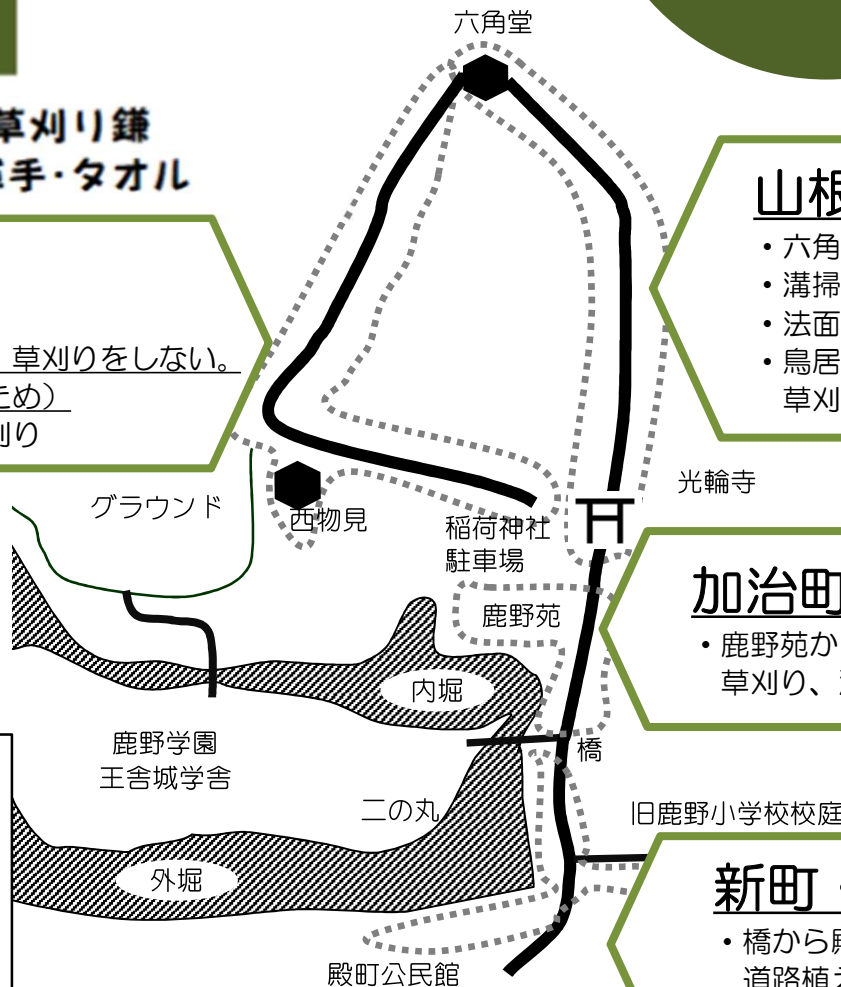 六角堂
草刈り鎌
手・タオル
草刈りをしない。
ため）
刈り
山根
・六角
・溝掃
・法面
・鳥居
草刈
光輪寺
グラウンド
西物見
稲荷神社
駐車場
鹿野苑
加治町
・鹿野苑か
草刈り、
内堀
鹿野学園
王舎城学舎
橋
二の丸
旧鹿野小学校校庭
外堀
新町
・橋から殿
道路植え
殿町公民館